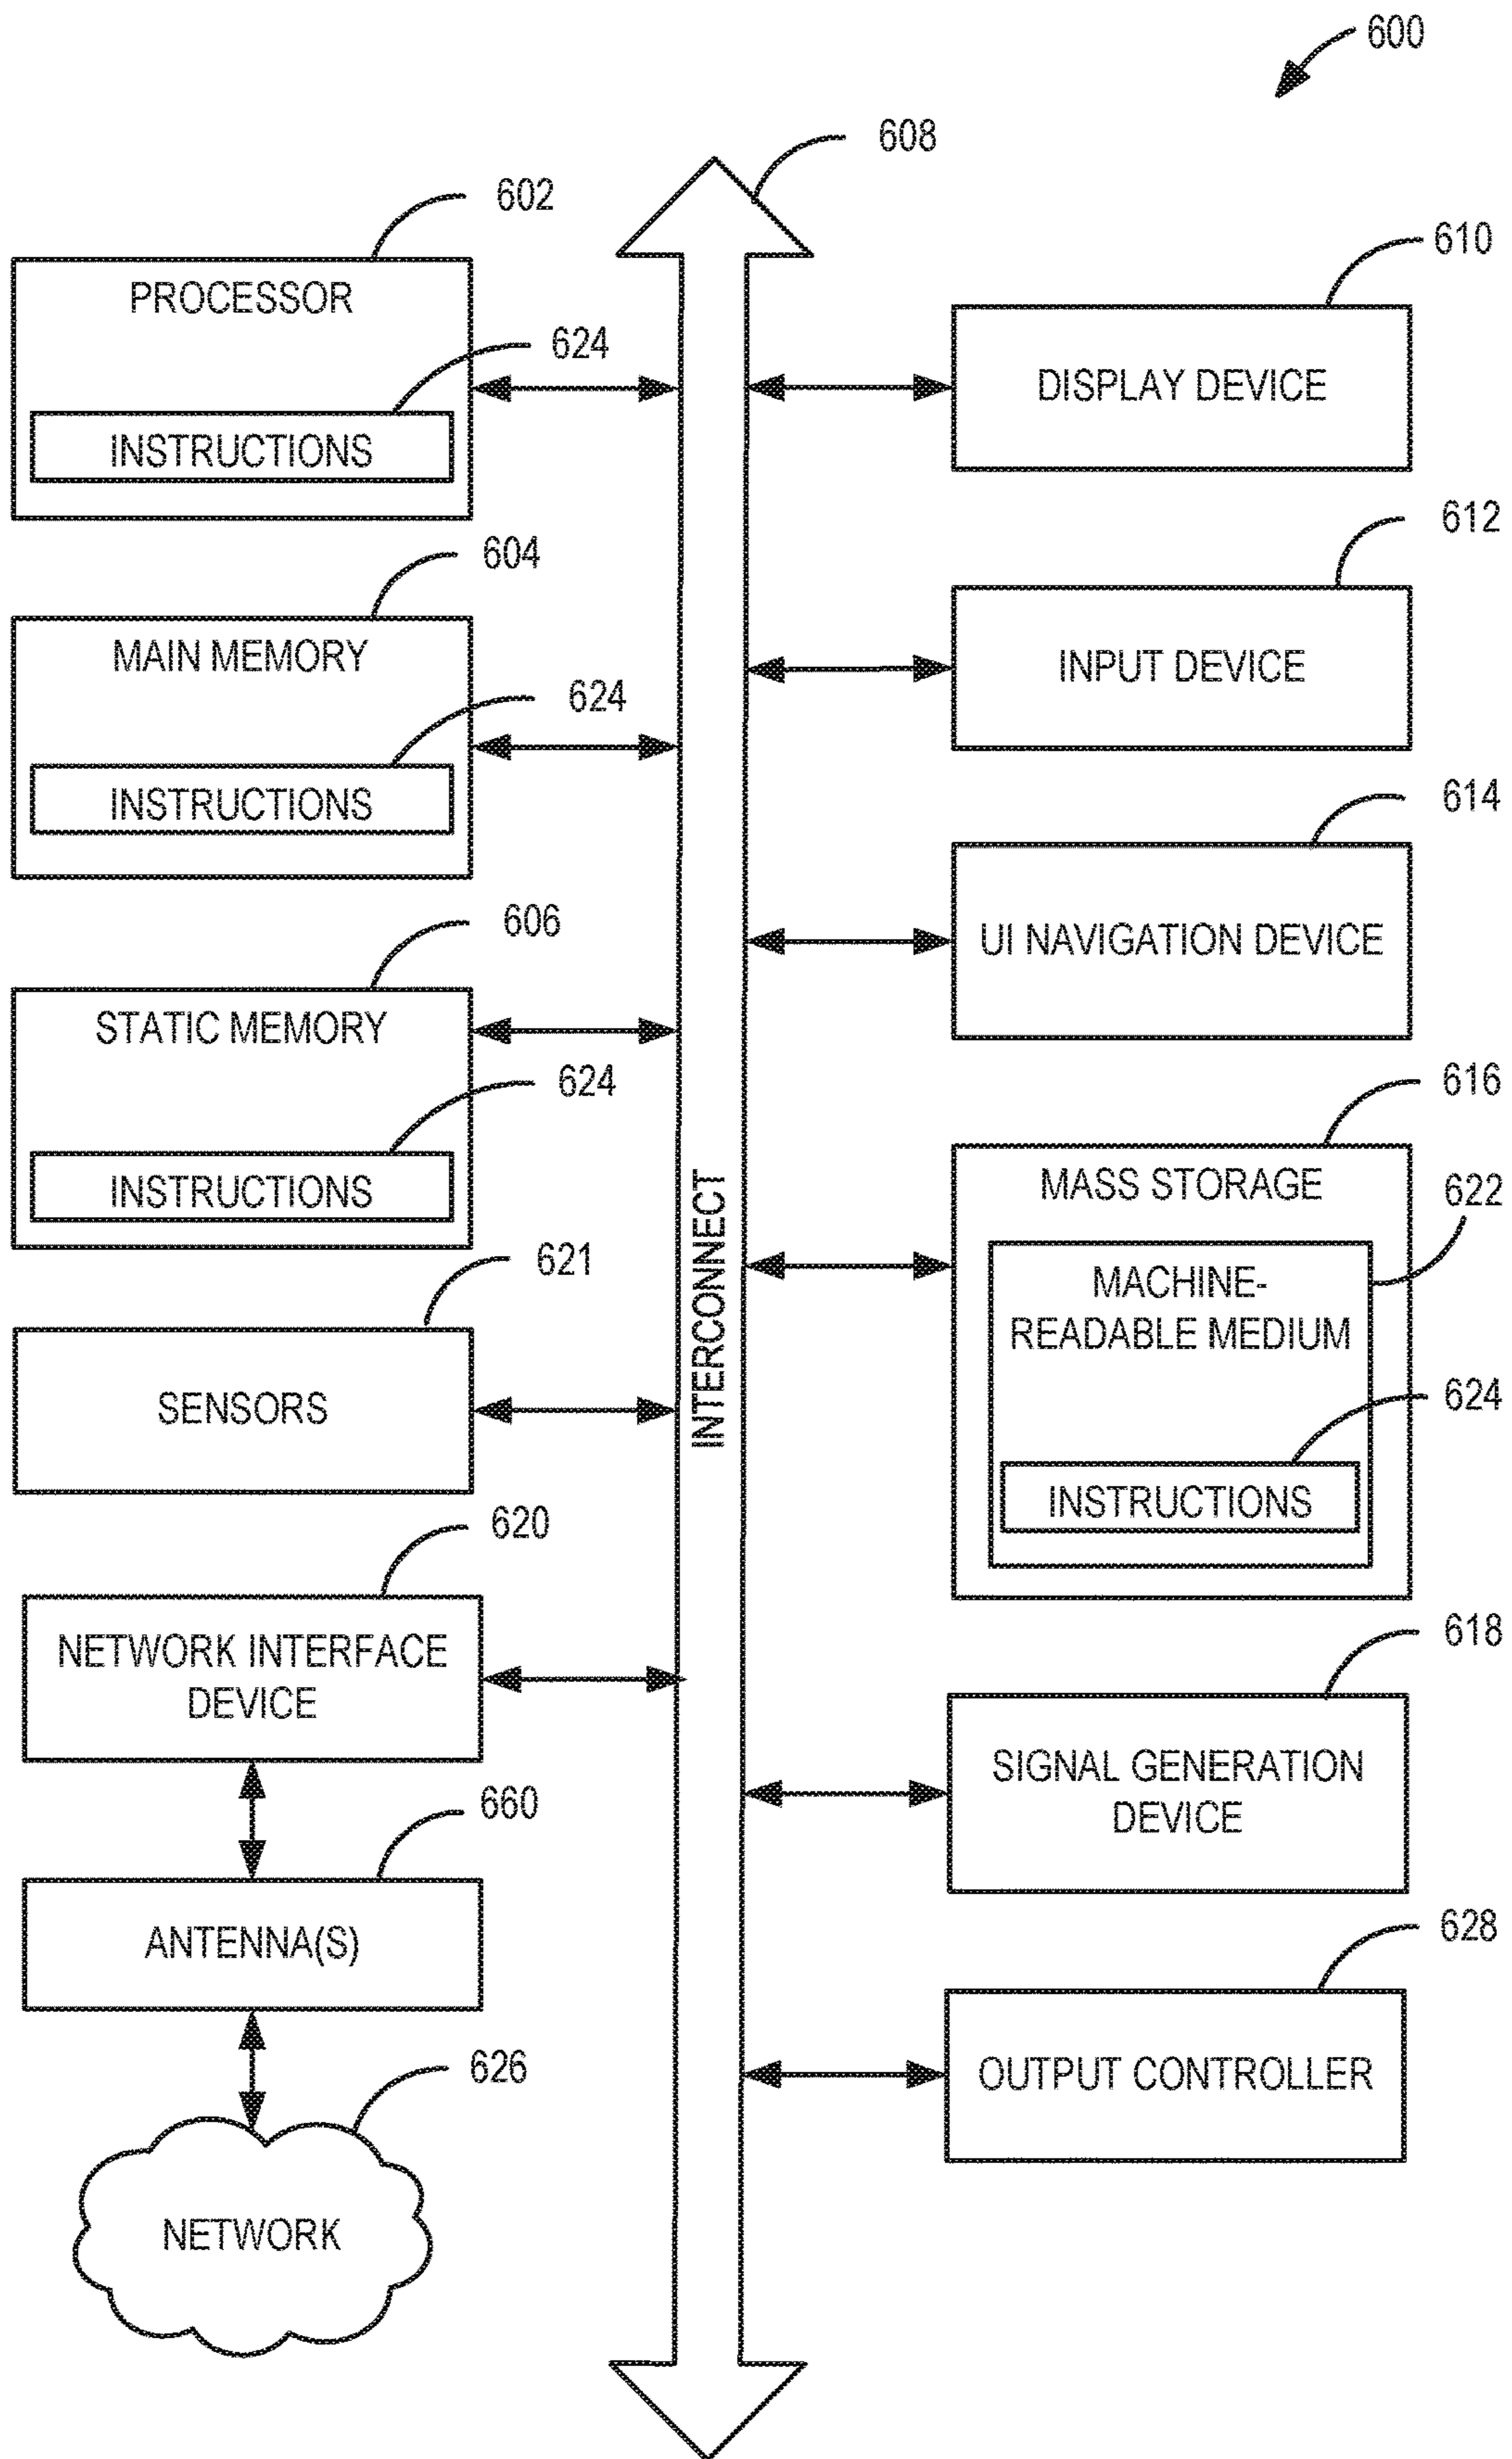 600
608
602
PROCESSOR
624
INSTRUCTIONS
604
MAIN MEMORY
624
INSTRUCTIONS
606
STATIC MEMORY
624
INSTRUCTIONS
621
SENSORS
620
NETWORK INTERFACE
DEVICE
660
ANTENNA(S)
626
NETWORK
INTERCONNECT
610
DISPLAY DEVICE
612
INPUT DEVICE
614
UI NAVIGATION DEVICE
616
MASS STORAGE
622
MACHINE-
READABLE MEDIUM
624
INSTRUCTIONS
618
SIGNAL GENERATION
DEVICE
628
OUTPUT CONTROLLER